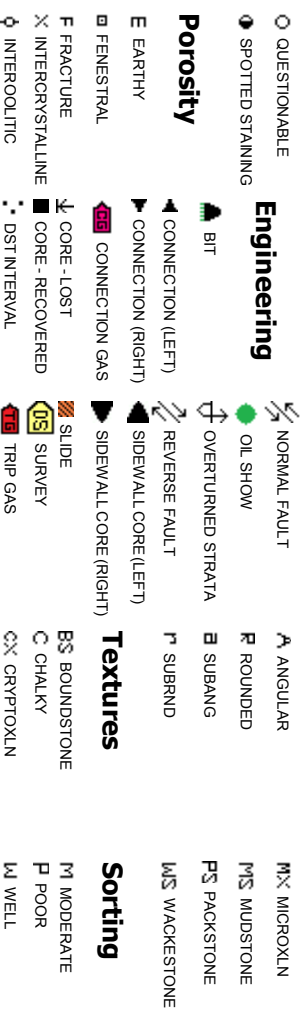 QUESTIONABLE
SPOTTED STAINING
Porosity
E EARTHY
FENESTRAL
F FRACTURE
INTERCRYSTALLINE
INTEROOLITIC
Engineering
BIT
CONNECTION (LEFT)
CONNECTION (RIGHT)
CG CONNECTION GAS
CORE - LOST
CORE - RECOVERED
DST INTERVAL
NORMAL FAULT
OIL SHOW
OVERTURNED STRATA
REVERSE FAULT
SIDEWALL CORE (LEFT)
SIDEWALL CORE (RIGHT)
SLIDE
DS SURVEY
TG TRIP GAS
A ANGULAR
R ROUNDED
a SUBANG
r SUBRND
Textures
BS BOUNDSTONE
C CHALKY
CX CRYPTOXLN
MX MICROXLN
MS MUDSTONE
PS PACKSTONE
WS WACKESTONE
Sorting
M MODERATE
P POOR
W WELL